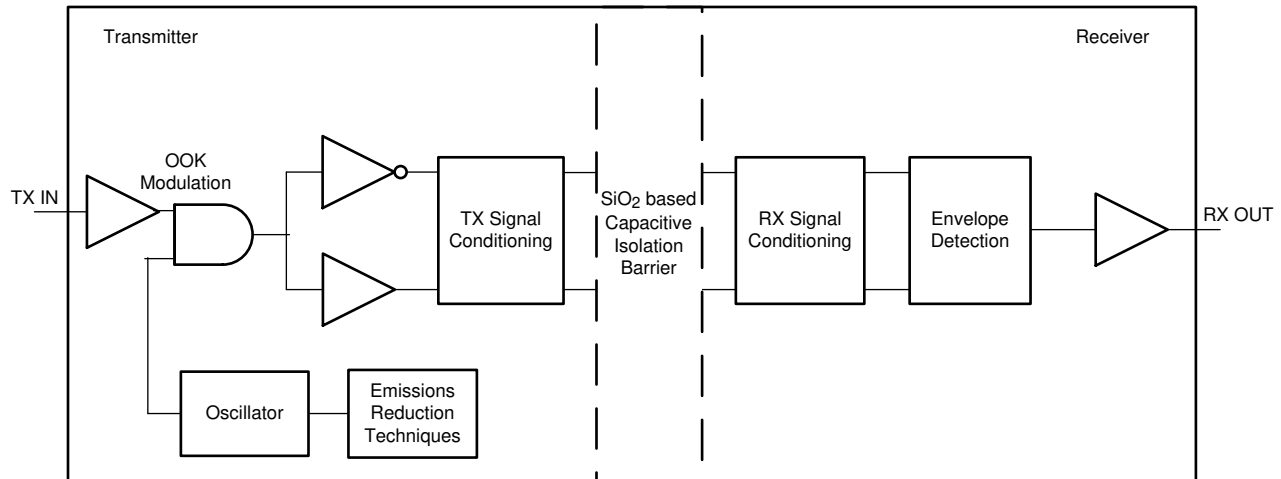 Transmitter
Receiver
OOK
Modulation
TX IN
TX Signal
Conditioning
SiO2 based
Capacitive
Isolation
Barrier
RX Signal
Conditioning
Envelope
Detection
RX OUT
Oscillator
Emissions
Reduction
Techniques